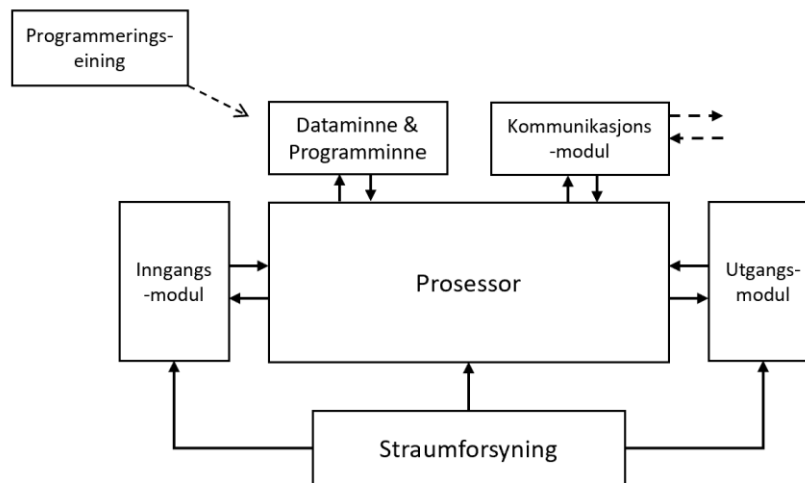 Programmerings-
eining
Dataminne &
Programminne
Kommunikasjons
-modul
Inngangs
-modul
Prosessor
Utgangs-
modul
Straumforsyning